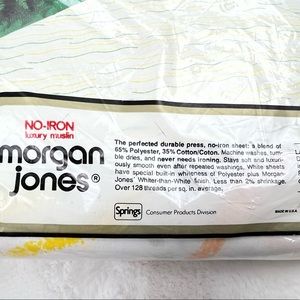 NO-IRON
luxury muslin
morgan
jones®
The perfected durable press, no-iron sheet: a blend of
65% Polyester, 35% Cotton/Coton. Machine washes, tum-
ble dries, and never needs ironing. Stays soft and luxuri-
ously smooth even after repeated washings. White sheets
have special built-in whiteness of Polyester plus Morgan-
Jones' Whiter-than-White finish. Less than 2% shrinkage.
Over 128 threads per sq. in. average.
Springs Consumer Products Division
MADE IN U.S.A.